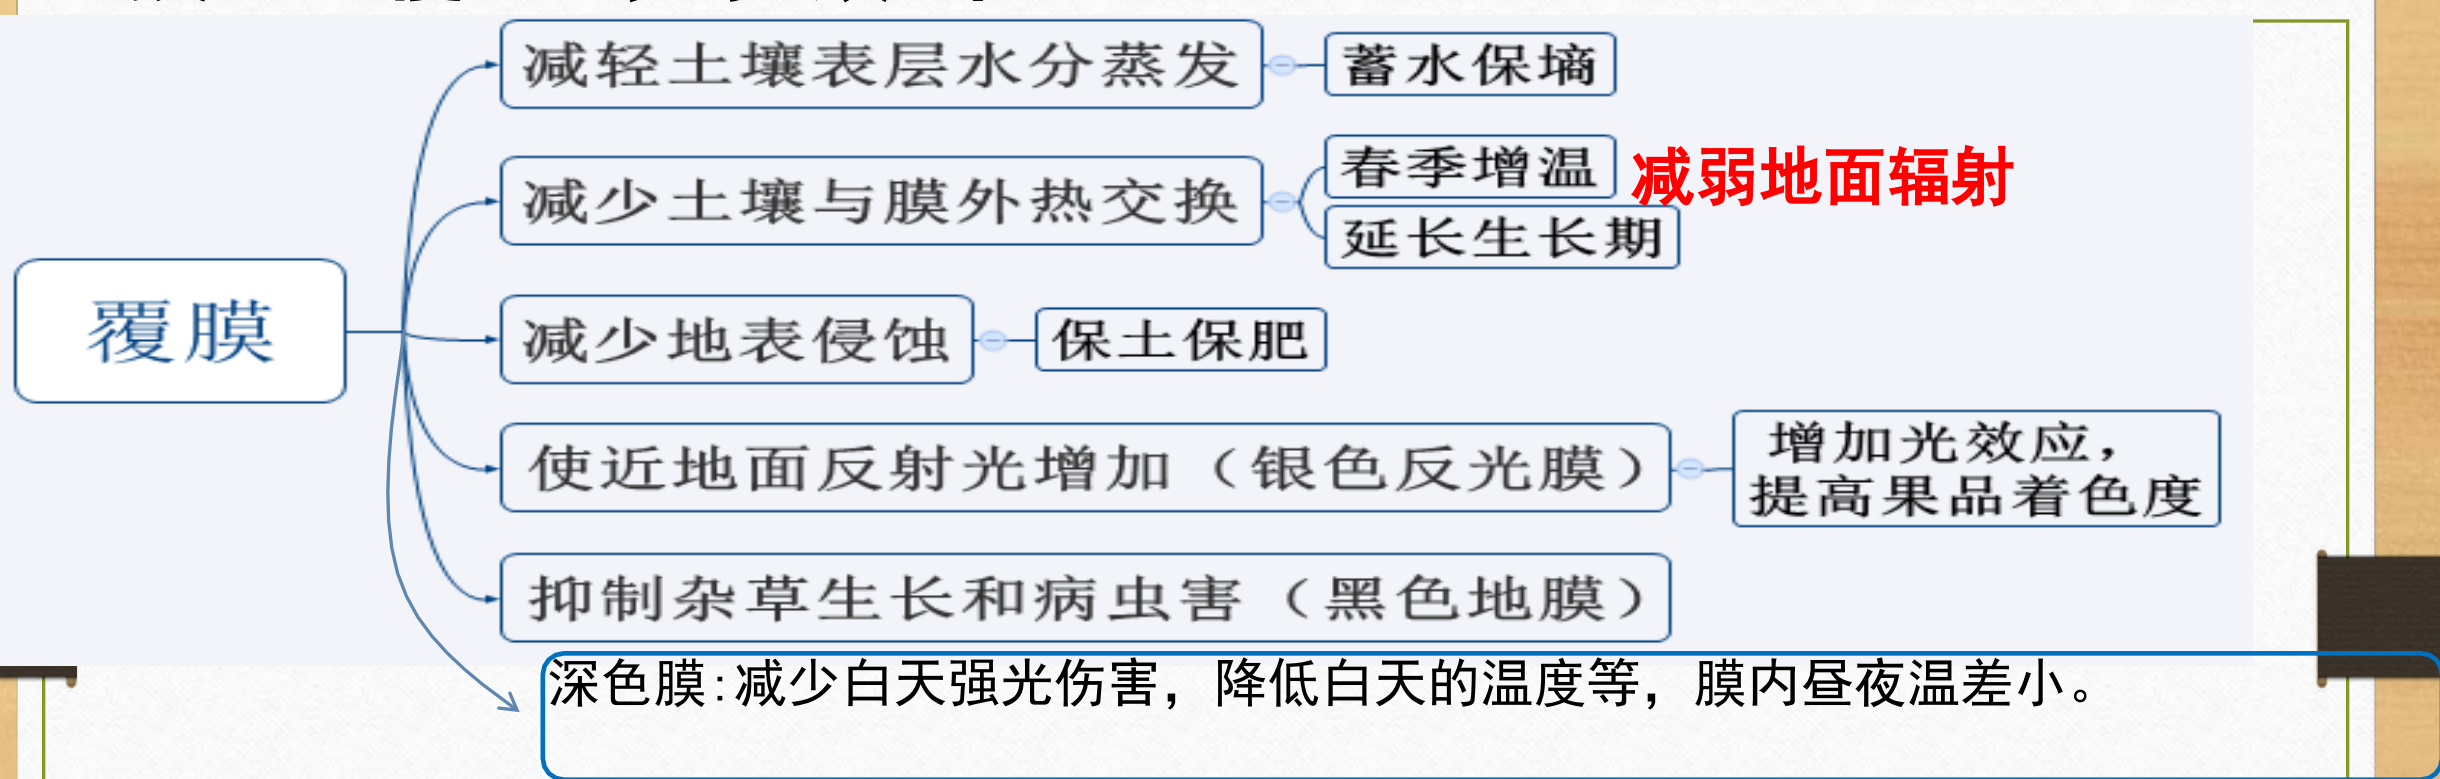 减轻土壤表层水分蒸发
蓄水保墒
减少土壤与膜外热交换
春季增温
减弱地面辐射
延长生长期
覆膜
减少地表侵蚀
保土保肥
使近地面反射光增加（银色反光膜）
增加光效应，
提高果品着色度
抑制杂草生长和病虫害（黑色地膜）
深色膜:减少白天强光伤害，降低白天的温度等，膜内昼夜温差小。